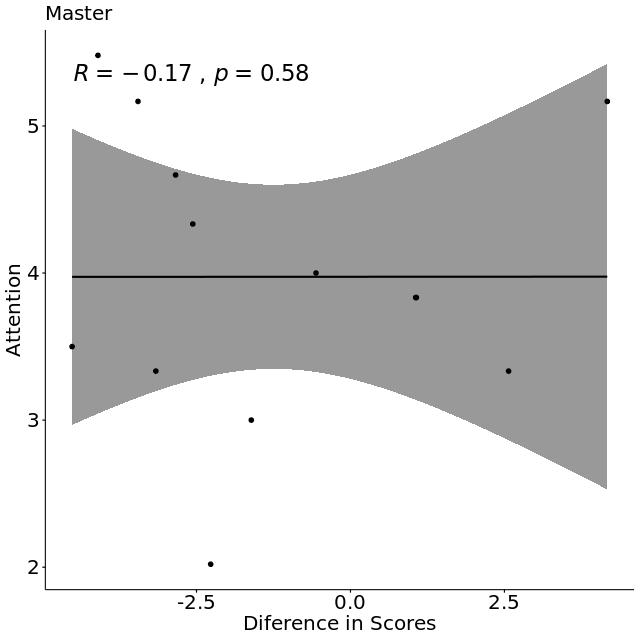 Master
R = −0.17 , p = 0.58
5
4
3
2
Attention
-2.5 0.0 2.5
Diference in Scores